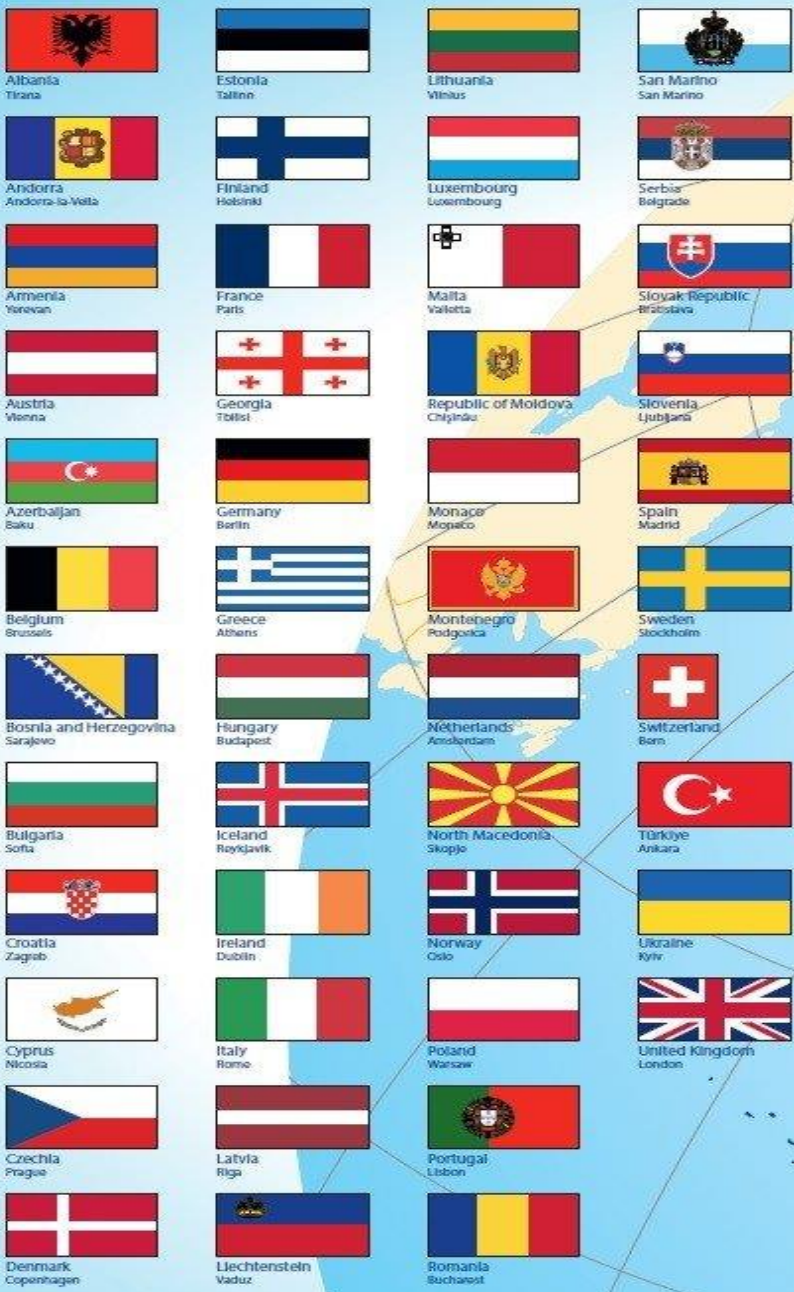 Albania
Tirana
Andorra
Andorra-la-Vella
Armenia
Yerevan
Austria
Vienna
Azerbaijan
Baku
Belgium
Brussels
Bosnia and Herzegovina
Sarajevo
Bulgaria
Sofia
Croatia
Zagreb
Cyprus
Nicosia
Czechia
Prague
Denmark
Copenhagen
Estonia
Tallinn
Finland
Helsinki
France
Paris
Georgia
Tbilisi
Germany
Berlin
Greece
Athens
Hungary
Budapest
Iceland
Reykjavik
Ireland
Dublin
Italy
Rome
Latvia
Riga
Liechtenstein
Vaduz
Lithuania
Vilnius
Luxembourg
Luxembourg
Malta
Valletta
Republic of Moldova
Chişinău
Monaco
Monaco
Montenegro
Podgorica
Netherlands
Amsterdam
North Macedonia
Skopje
Norway
Oslo
Poland
Warsaw
Portugal
Lisbon
Romania
Bucharest
San Marino
San Marino
Serbia
Belgrade
Slovak Republic
Bratislava
Slovenia
Ljubljana
Spain
Madrid
Sweden
Stockholm
Switzerland
Bern
Türkiye
Ankara
Ukraine
Kyiv
United Kingdom
London